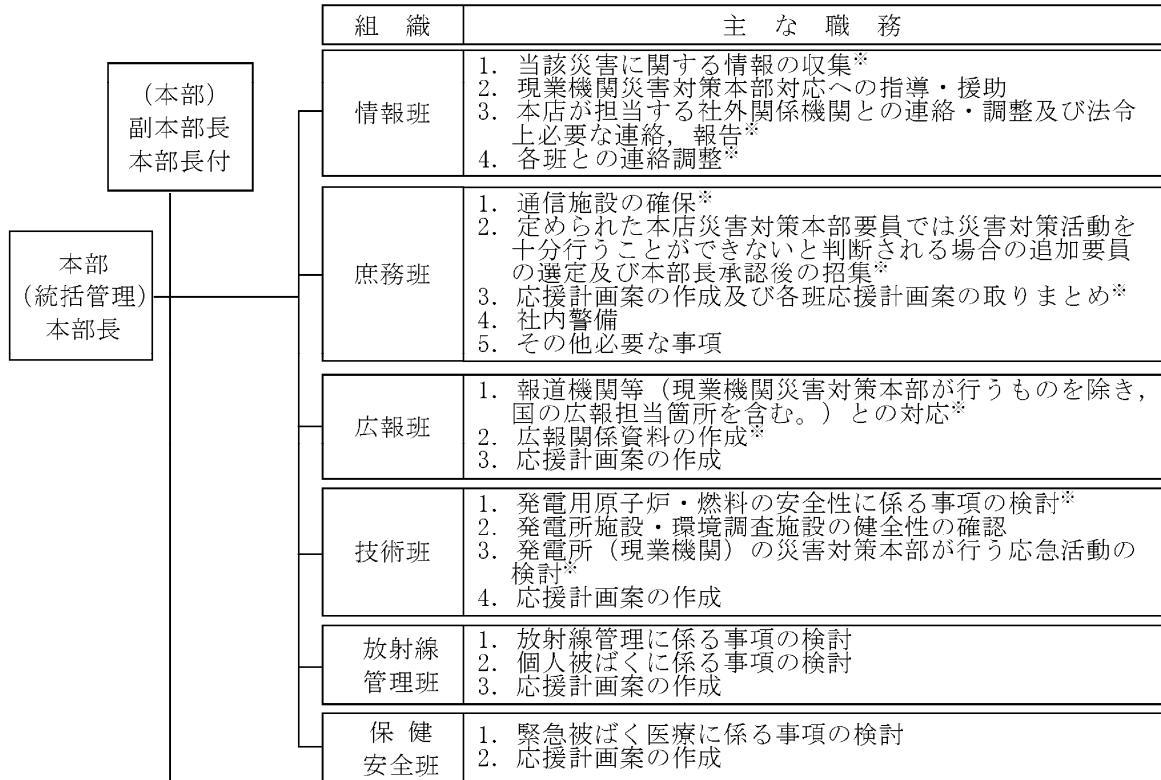 組　織　主　な　職　務
(本部)
副本部長
本部長付
本部
(統括管理)
本部長
情報班
1. 当該災害に関する情報の収集※
2. 現業機関災害対策本部対応への指導・援助
3. 本店が担当する社外関係機関との連絡・調整及び法令
上必要な連絡，報告※
4. 各班との連絡調整※
庶務班
1. 通信施設の確保※
2. 定められた本店災害対策本部要員では災害対策活動を
十分行うことができないと判断される場合の追加要員
の選定及び本部長承認後の招集※
3. 応援計画案の作成及び各班応援計画案の取りまとめ※
4. 社内警備
5. その他必要な事項
広報班
1. 報道機関等（現業機関災害対策本部が行うものを除き，
国の広報担当箇所を含む。）との対応※
2. 広報関係資料の作成※
3. 応援計画案の作成
技術班
1. 発電用原子炉・燃料の安全性に係る事項の検討※
2. 発電所施設・環境調査施設の健全性の確認
3. 発電所（現業機関）の災害対策本部が行う応急活動の
検討※
4. 応援計画案の作成
放射線
管理班
1. 放射線管理に係る事項の検討
2. 個人被ばくに係る事項の検討
3. 応援計画案の作成
保　健
安全班
1. 緊急被ばく医療に係る事項の検討
2. 応援計画案の作成